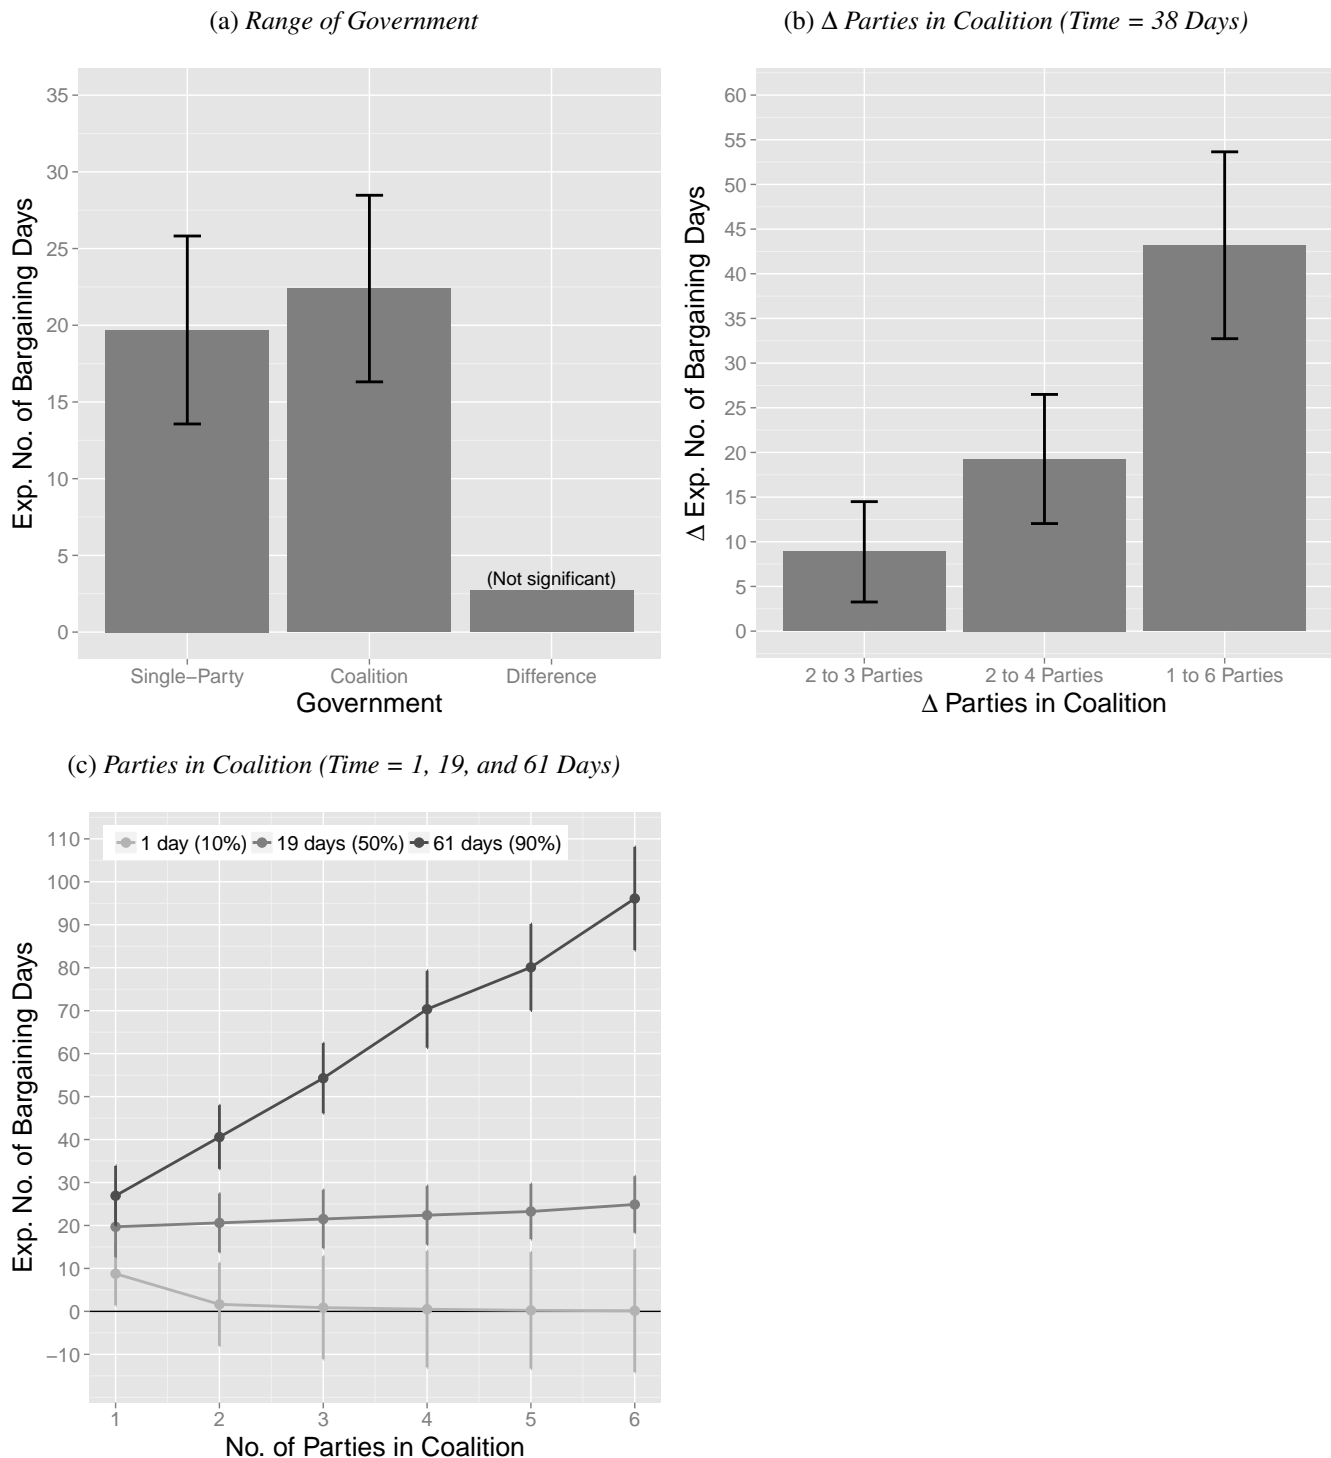 (a) Range of Government
35
30
25
20
15
10
5
0
Exp. No. of Bargaining Days
(Not significant)
Single−Party Coalition Difference
Government
(b) Δ Parties in Coalition (Time = 38 Days)
60
55
50
45
40
35
30
25
20
15
10
5
0
Δ Exp. No. of Bargaining Days
2 to 3 Parties 2 to 4 Parties 1 to 6 Parties
Δ Parties in Coalition
(c) Parties in Coalition (Time = 1, 19, and 61 Days)
1 day (10%) 19 days (50%) 61 days (90%)
110
100
90
80
70
60
50
40
30
20
10
0
−10
Exp. No. of Bargaining Days
1 2 3 4 5 6
No. of Parties in Coalition